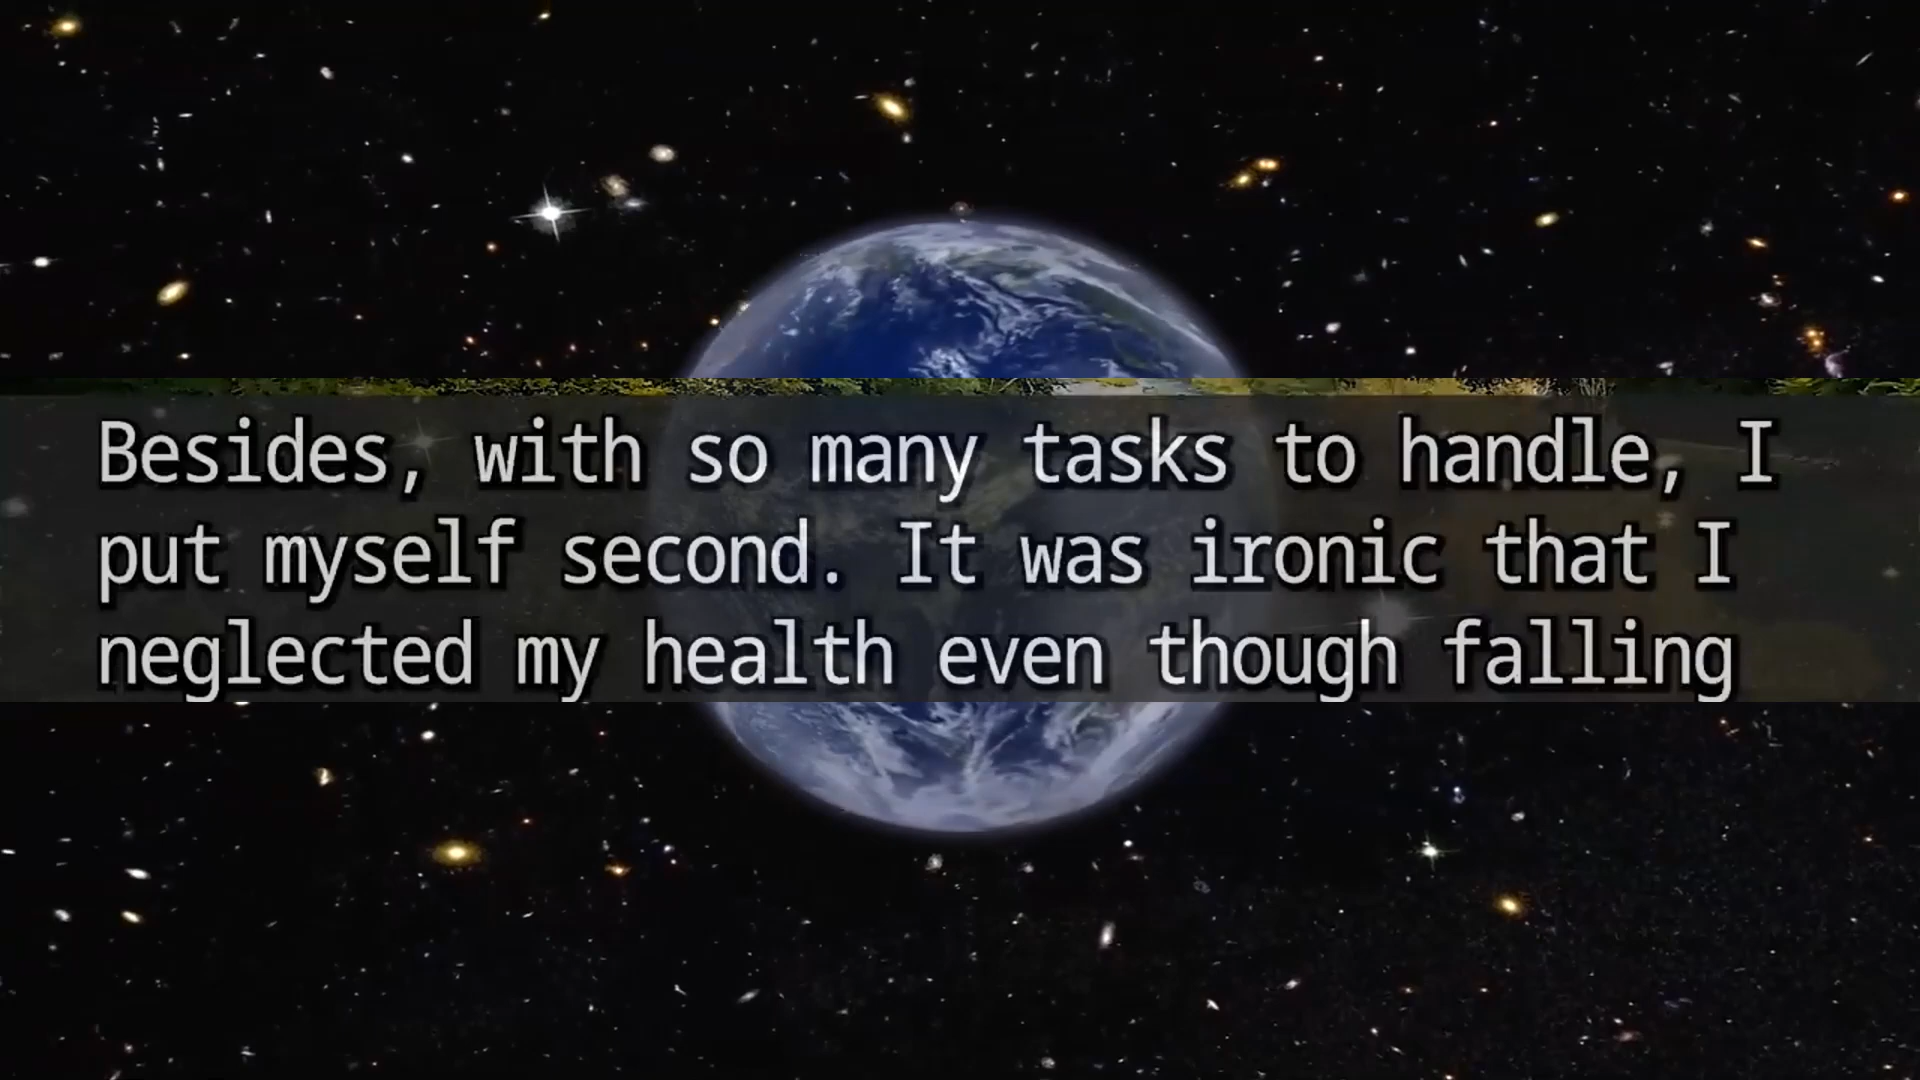 Besides, with so many tasks to handle, I
put myself second. It was ironic that I
neglected my health even though falling